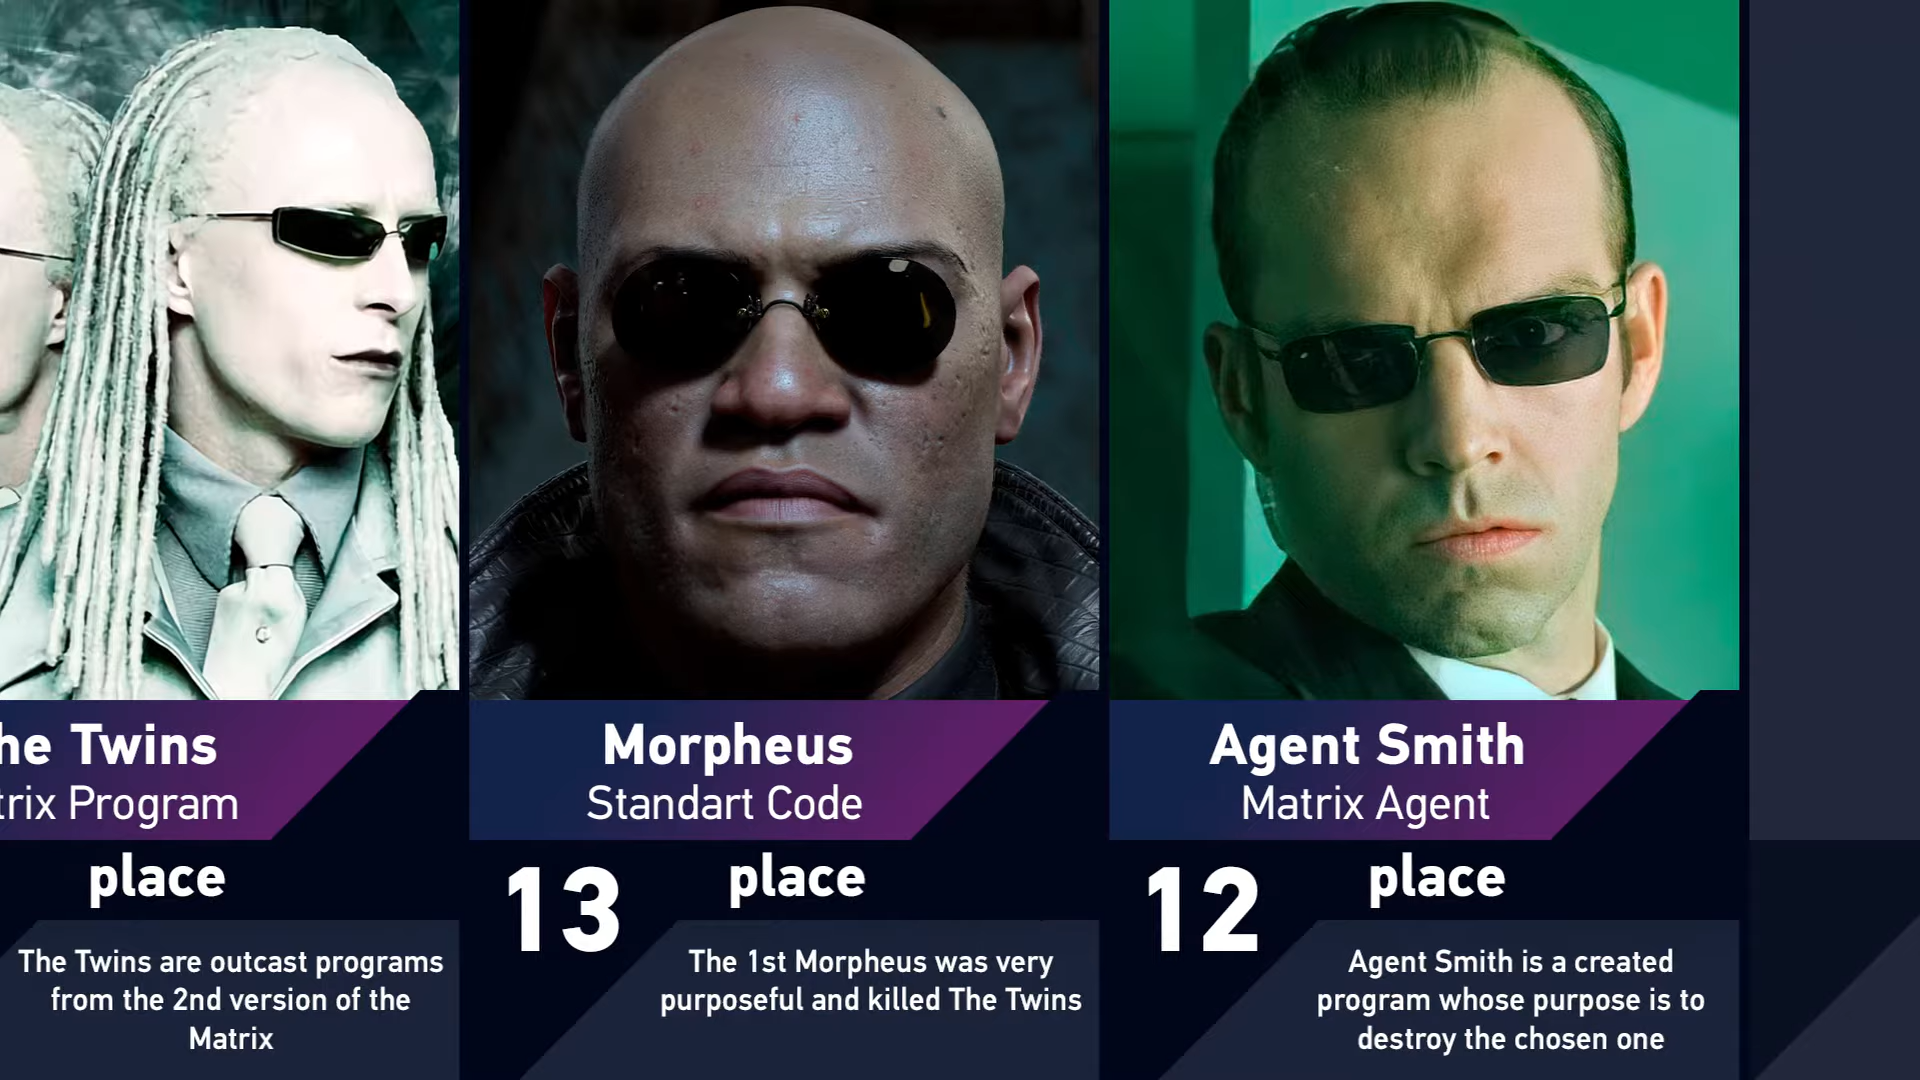 he Twins
trix Program
place
The Twins are outcast programs
from the 2nd version of the
Matrix
Morpheus
Standart Code
13 place
The 1st Morpheus was very
purposeful and killed The Twins
Agent Smith
Matrix Agent
12 place
Agent Smith is a created
program whose purpose is to
destroy the chosen one